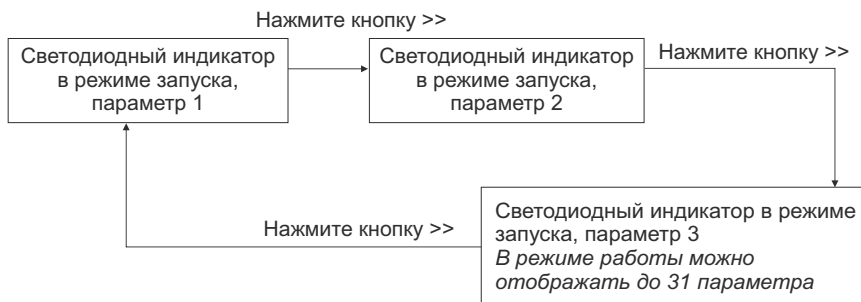 Нажмите кнопку >>
Светодиодный индикатор
в режиме запуска,
параметр 1
Светодиодный индикатор
в режиме запуска,
параметр 2
Нажмите кнопку >>
Светодиодный индикатор в режиме
запуска, параметр 3
В режиме работы можно
отображать до 31 параметра
Нажмите кнопку >>